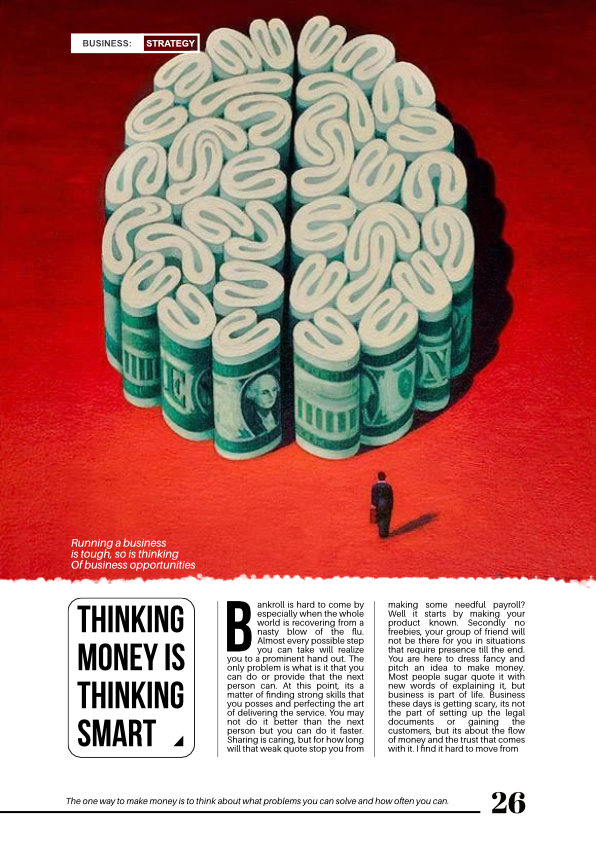 BUSINESS: STRATEGY
E
O N
Running a business
is tough, so is thinking
Of business opportunities
THINKING
MONEY IS
THINKING
SMART
Bankroll is hard to come by
especially when the whole
world is recovering from a
nasty blow of the flu.
Almost every possible step
you can take will realize
you to a prominent hand out. The
only problem is what is it that you
can do or provide that the next
person can. At this point, its a
matter of finding strong skills that
you posses and perfecting the art
of delivering the service. You may
not do it better than the next
person but you can do it faster.
Sharing is caring, but for how long
will that weak quote stop you from
making some needful payroll?
Well it starts by making your
product known. Secondly no
freebies, your group of friend will
not be there for you in situations
that require presence till the end.
You are here to dress fancy and
pitch an idea to make money.
Most people sugar quote it with
new words of explaining it, but
business is part of life. Business
these days is getting scary, its not
the part of setting up the legal
documents or gaining the
customers, but its about the flow
of money and the trust that comes
with it. I find it hard to move from
The one way to make money is to think about what problems you can solve and how often you can.
26